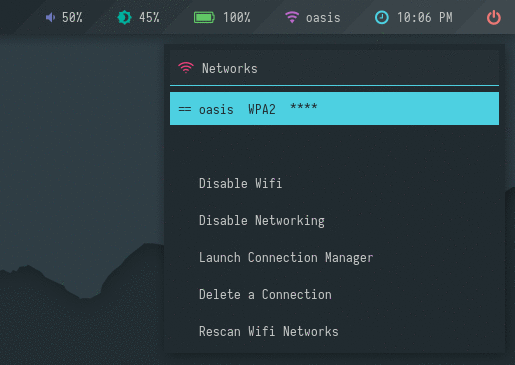 50% 45% 100% oasis 10:06 PM
Networks
== oasis WPA2 ****
Disable Wifi
Disable Networking
Launch Connection Manager
Delete a Connection
Rescan Wifi Networks